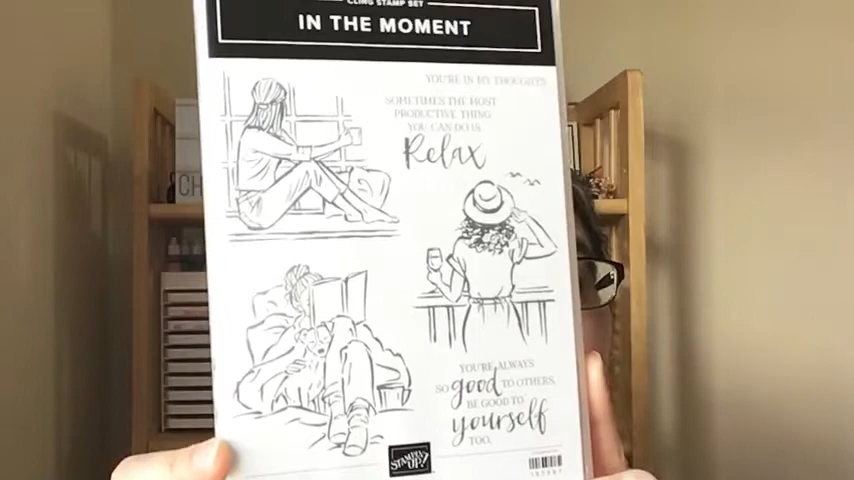 CLING STAMP SET
IN THE MOMENT
YOU'RE IN MY THOUGHTS
SOMETIMES THE MOST
PRODUCTIVE THING
YOU CAN DO IS
Relax
YOU'RE ALWAYS
SO good TO OTHERS.
BE GOOD TO
yourself
TOO.
STAMPIN' UP!
CH